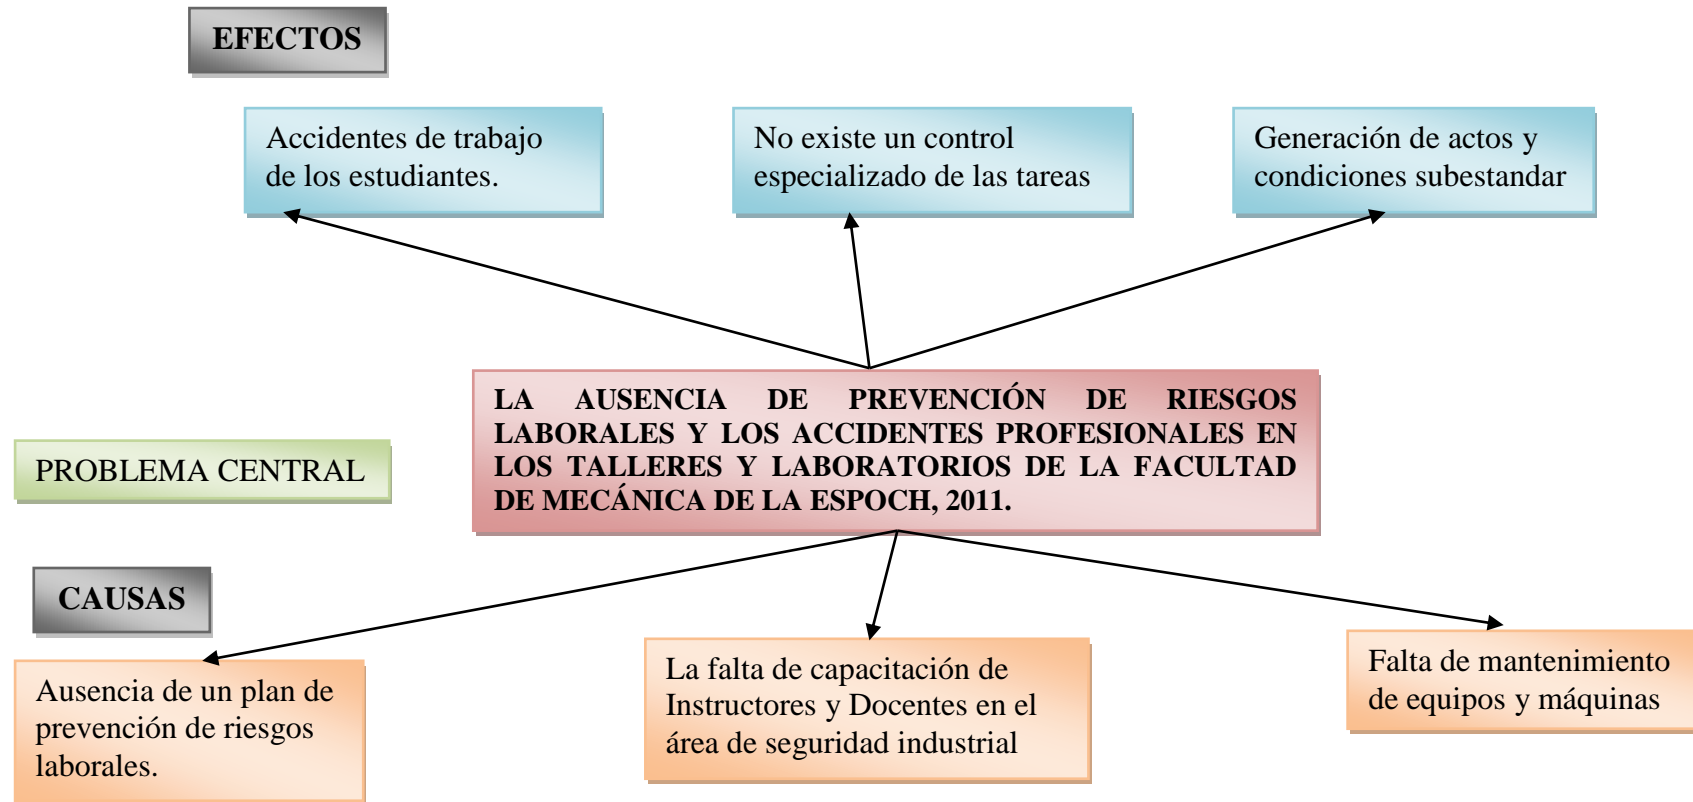 EFECTOS
Accidentes de trabajo
de los estudiantes.
No existe un control
especializado de las tareas
Generación de actos y
condiciones subestandar
LA AUSENCIA DE PREVENCIÓN DE RIESGOS
LABORALES Y LOS ACCIDENTES PROFESIONALES EN
LOS TALLERES Y LABORATORIOS DE LA FACULTAD
DE MECÁNICA DE LA ESPOCH, 2011.
PROBLEMA CENTRAL
CAUSAS
Ausencia de un plan de
prevención de riesgos
laborales.
La falta de capacitación de
Instructores y Docentes en el
área de seguridad industrial
Falta de mantenimiento
de equipos y máquinas